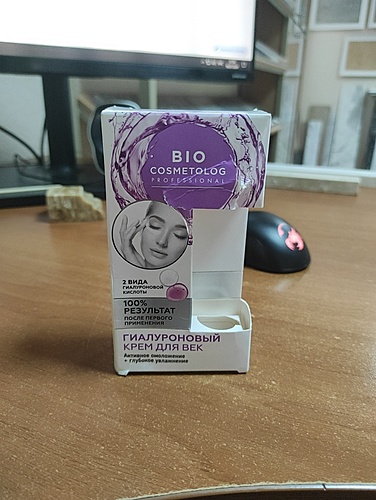 BIO
COSMETOLOG
PROFESSIONAL
2 ВИДА
ГИАЛУРОНОВОЙ
КИСЛОТЫ
100%
РЕЗУЛЬТАТ
ПОСЛЕ ПЕРВОГО
ПРИМЕНЕНИЯ
ГИАЛУРОНОВЫЙ
КРЕМ ДЛЯ ВЕК
Активное омоложение
+ глубокое увлажнение